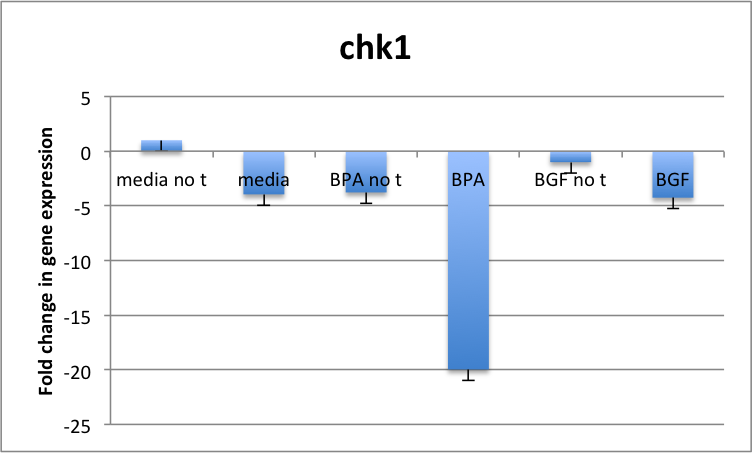 chk1
Fold change in gene expression
5
0
-5
-10
-15
-20
-25
media no t
media
BPA no t
BPA
BGF no t
BGF